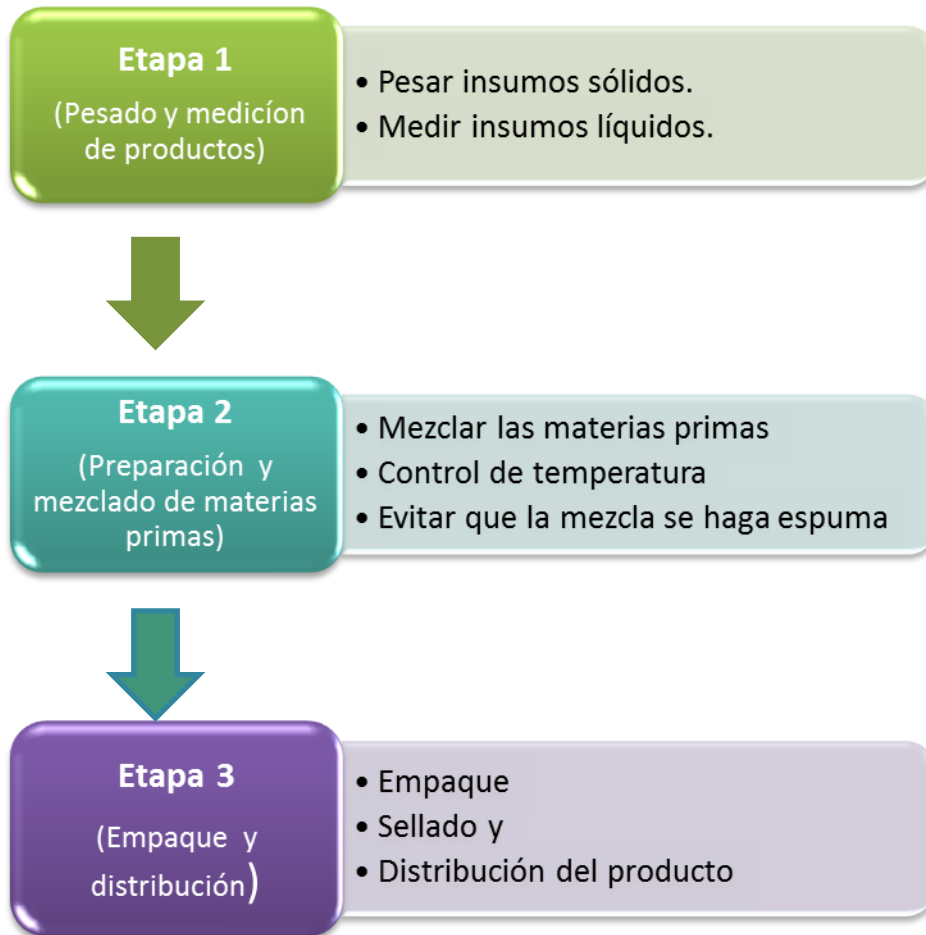 Etapa 1
(Pesado y medicíon
de productos)
• Pesar insumos sólidos.
• Medir insumos líquidos.
Etapa 2
(Preparación y
mezclado de materias
primas)
• Mezclar las materias primas
• Control de temperatura
• Evitar que la mezcla se haga espuma
Etapa 3
(Empaque y
distribución)
• Empaque
• Sellado y
• Distribución del producto